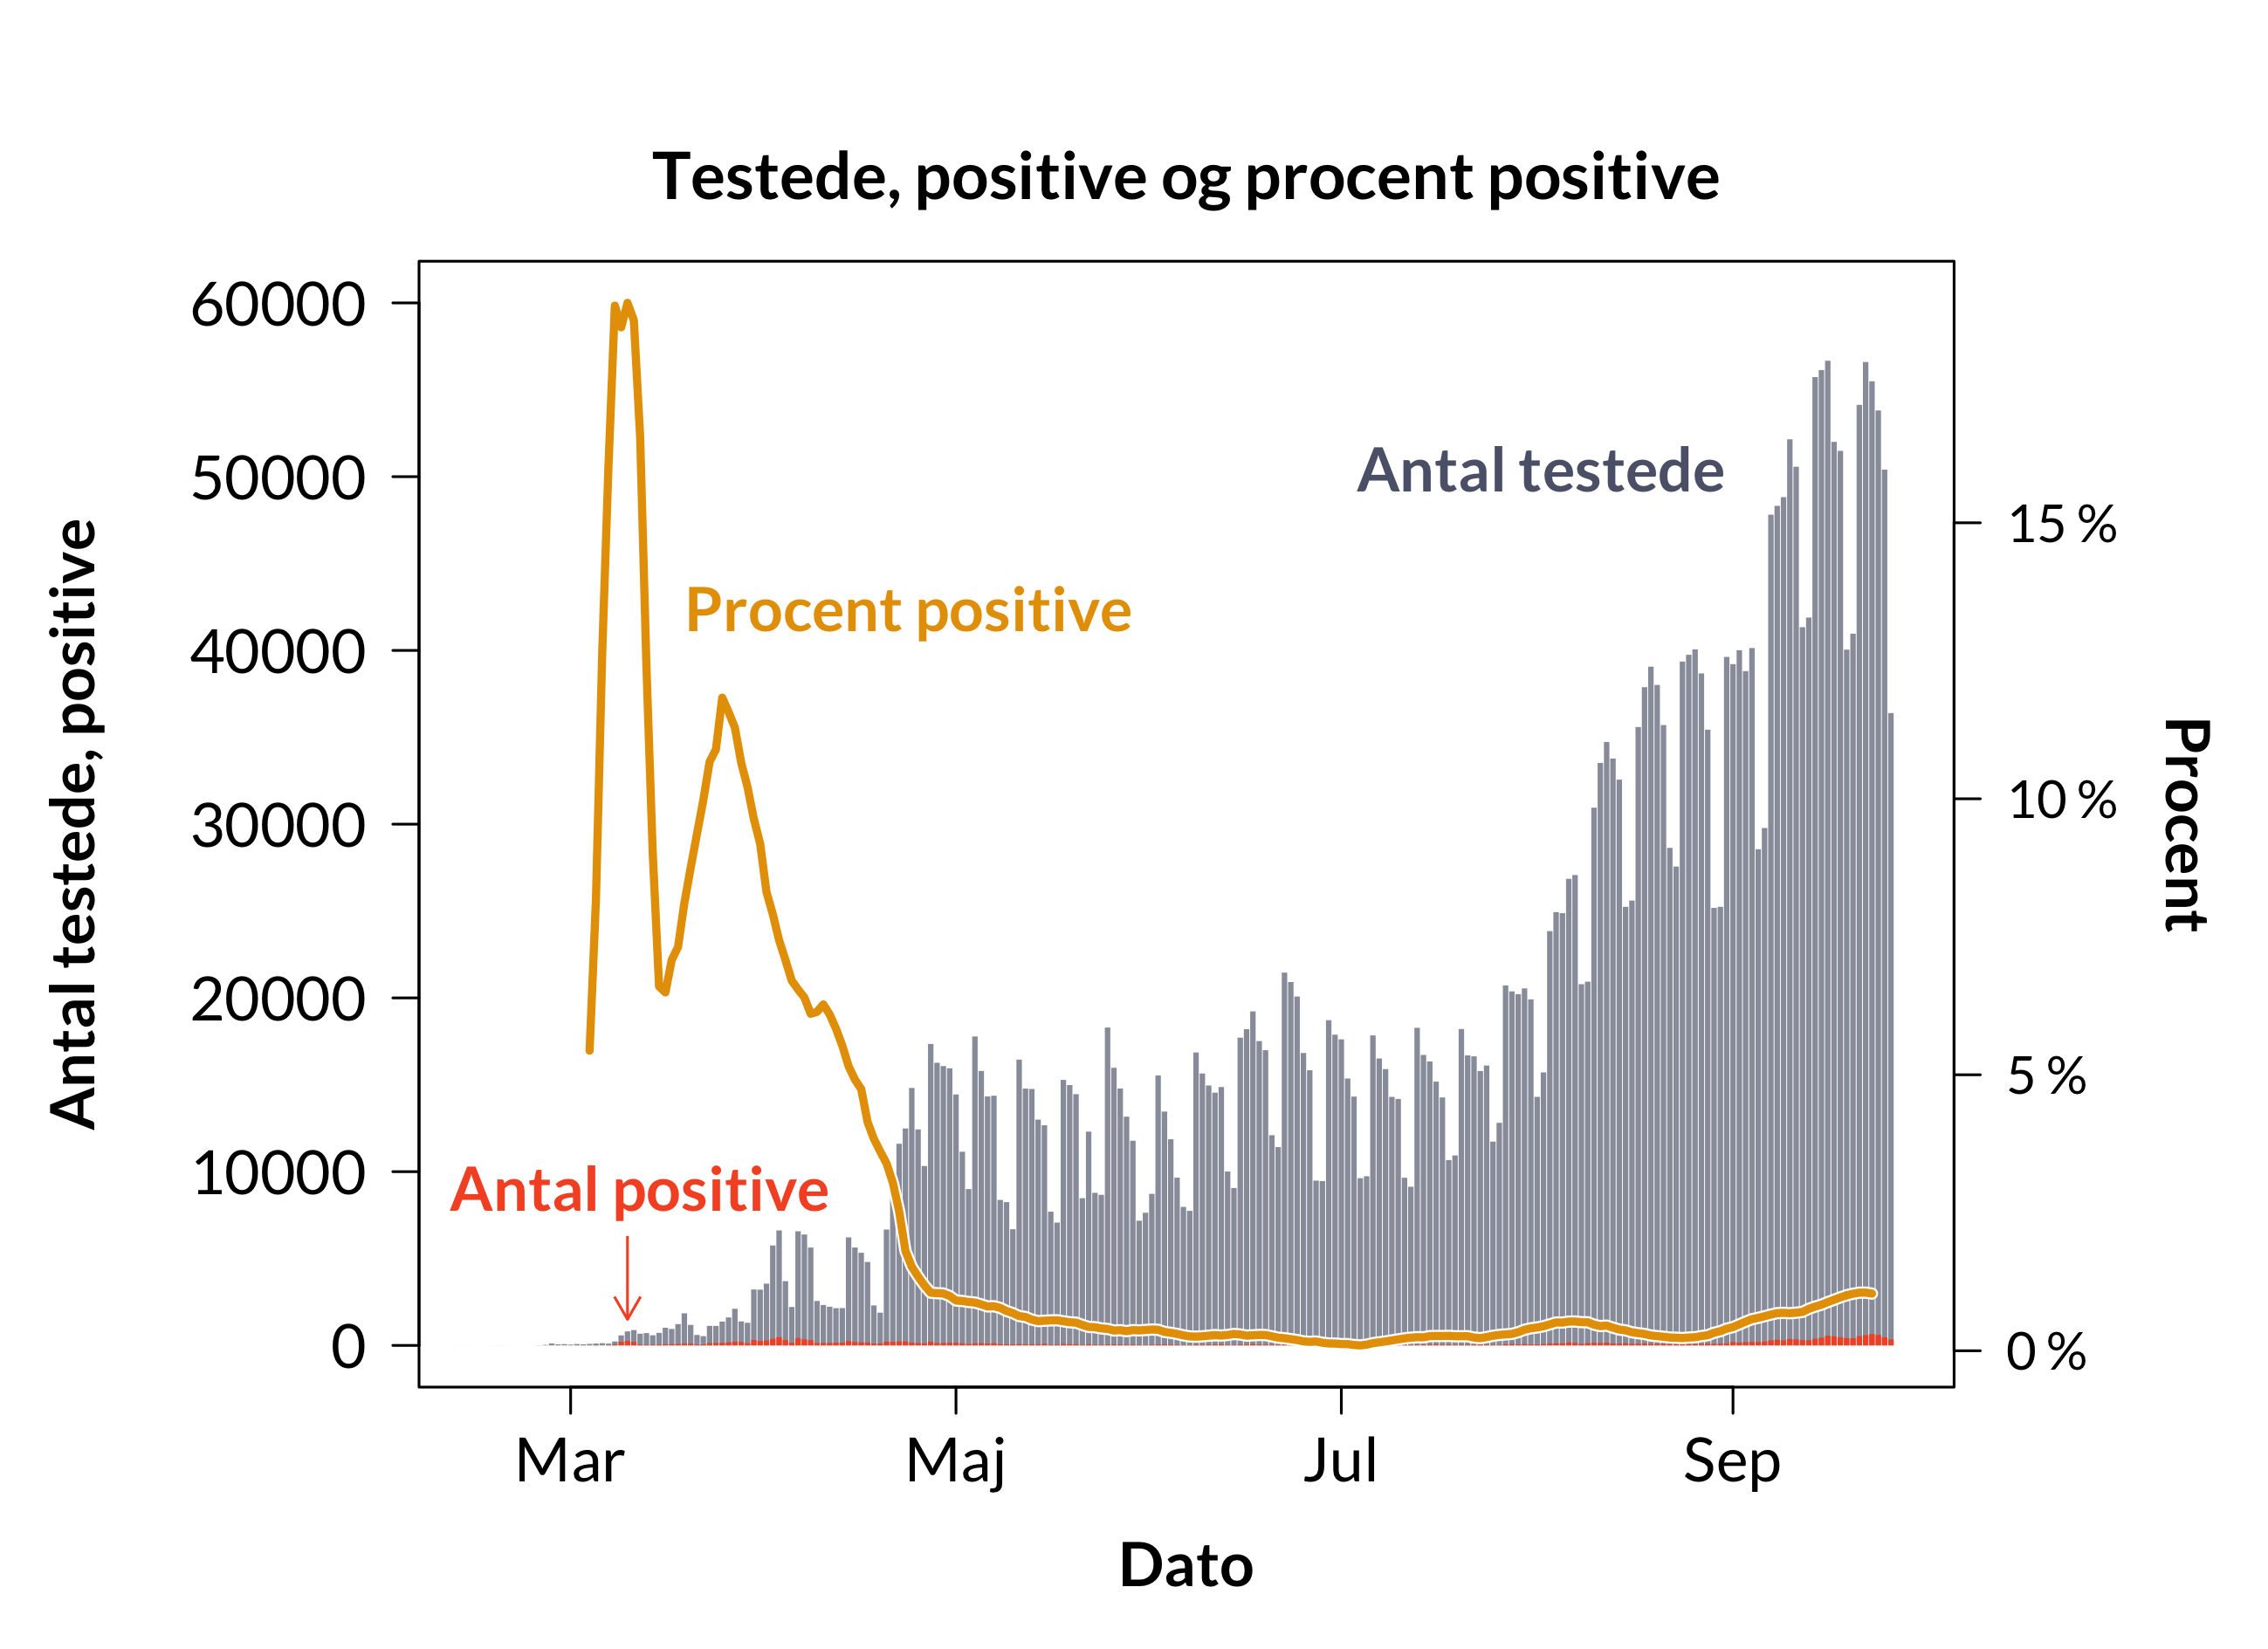 Testede, positive og procent positive
Antal testede, positive
60000
50000
40000
30000
20000
10000
0
Antal testede
Procent positive
Antal positive
15 %
10 %
5 %
0 %
Procent
Mar
Maj
Jul
Sep
Dato